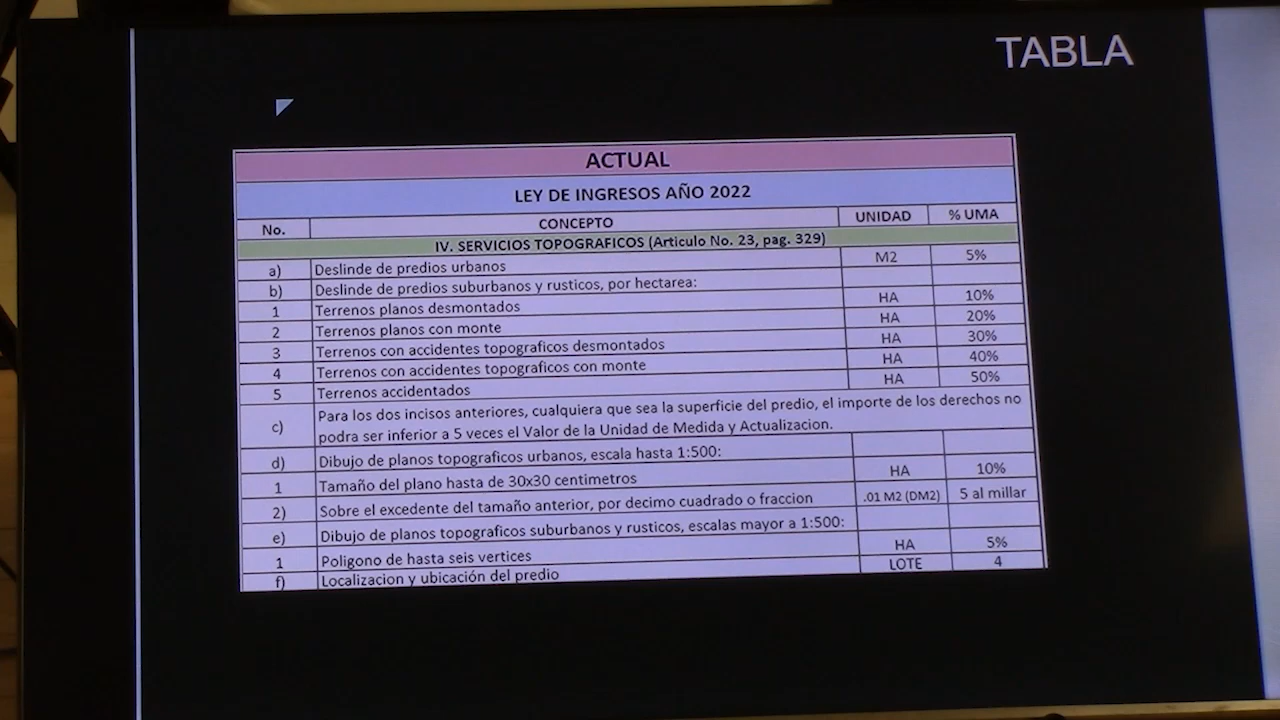 TABLA
ACTUAL
LEY DE INGRESOS AÑO 2022
No. CONCEPTO UNIDAD % UMA
IV. SERVICIOS TOPOGRAFICOS (Articulo No. 23, pag. 329)
a) Deslinde de predios urbanos M2 5%
b) Deslinde de predios suburbanos y rusticos, por hectarea:
1 Terrenos planos desmontados HA 10%
2 Terrenos planos con monte HA 20%
3 Terrenos con accidentes topograficos desmontados HA 30%
4 Terrenos con accidentes topograficos con monte HA 40%
5 Terrenos accidentados HA 50%
c) Para los dos incisos anteriores, cualquiera que sea la superficie del predio, el importe de los derechos no
podra ser inferior a 5 veces el Valor de la Unidad de Medida y Actualizacion.
d) Dibujo de planos topograficos urbanos, escala hasta 1:500:
1 Tamaño del plano hasta de 30x30 centimetros HA 10%
2) Sobre el excedente del tamaño anterior, por decimo cuadrado o fraccion .01 M2 (DM2) 5 al millar
e) Dibujo de planos topograficos suburbanos y rusticos, escalas mayor a 1:500:
1 Poligono de hasta seis vertices HA 5%
f) Localizacion y ubicación del predio LOTE 4